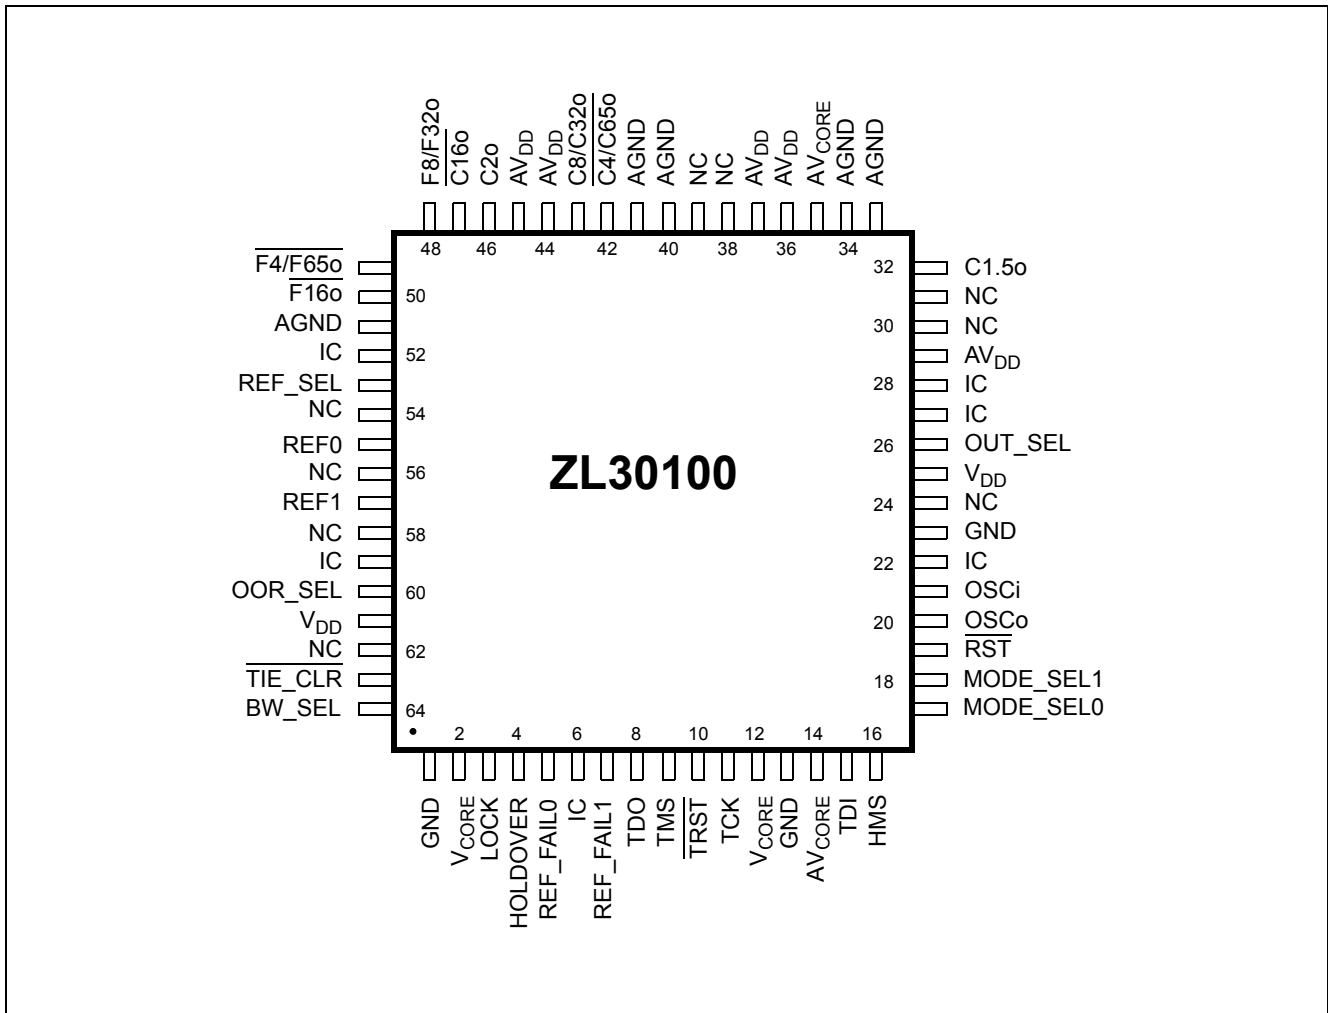 F8/F32o
C16o
C2o
AVDD
AVDD
C8/C32o
C4/C65o
AGND
AGND
NC
NC
AVDD
AVDD
AVCORE
AGND
AGND
48 46 44 42 40 38 36 34
F4/F65o
F16o 50
AGND
IC 52
REF_SEL
NC 54
REF0
NC 56
REF1
NC 58
IC
OOR_SEL 60
VDD
NC 62
TIE_CLR
BW_SEL 64
ZL30100
32 C1.5o
NC
30 NC
AVDD
28 IC
IC
26 OUT_SEL
VDD
24 NC
GND
22 IC
OSCi
20 OSCo
RST
18 MODE_SEL1
MODE_SEL0
2 4 6 8 10 12 14 16
GND
VCORE
LOCK
HOLDOVER
REF_FAIL0
IC
REF_FAIL1
TDO
TMS
TRST
TCK
VCORE
GND
AVCORE
TDI
HMS